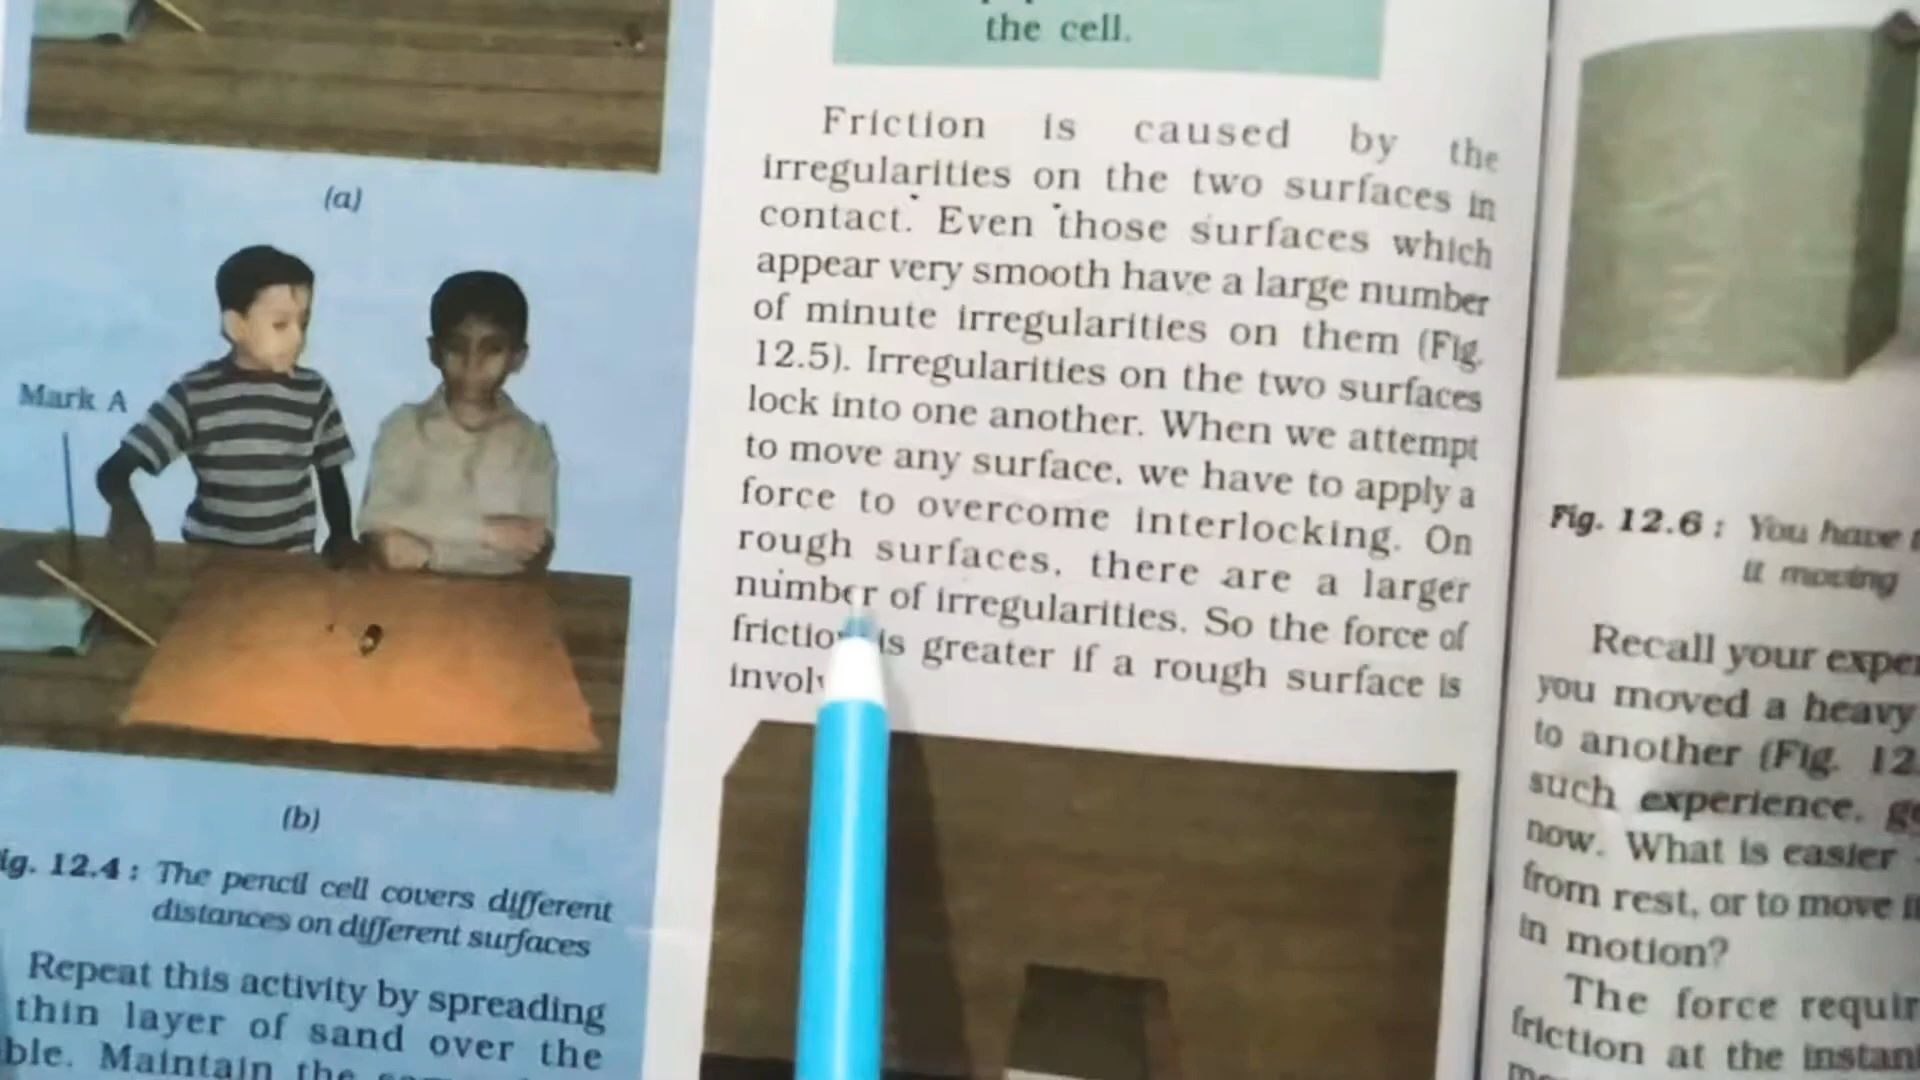 the cell.
(a)
Mark A
(b)
ig. 12.4 : The pencil cell covers different
distances on different surfaces
Repeat this activity by spreading
thin layer of sand over the
ble. Maintain the
Friction is caused by the
irregularities on the two surfaces in
contact. Even those surfaces which
appear very smooth have a large number
of minute irregularities on them (Fig.
12.5). Irregularities on the two surfaces
lock into one another. When we attempt
to move any surface, we have to apply a
force to overcome interlocking. On
rough surfaces, there are a larger
number of irregularities. So the force of
friction is greater if a rough surface is
Fig. 12.6 : You have
it moving
Recall your
you moved a heavy
to another (Fig. 12.
such experience,
now. What is easier
from rest, or to move
in motion?
The force
friction at the